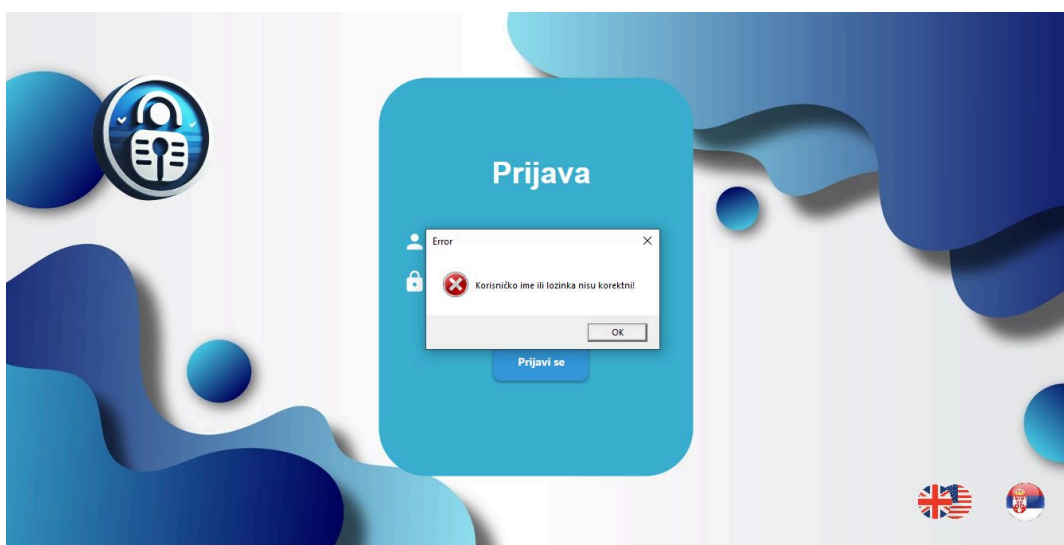 Prijava
Error
Korisničko ime ili lozinka nisu korektni!
OK
Prijavi se